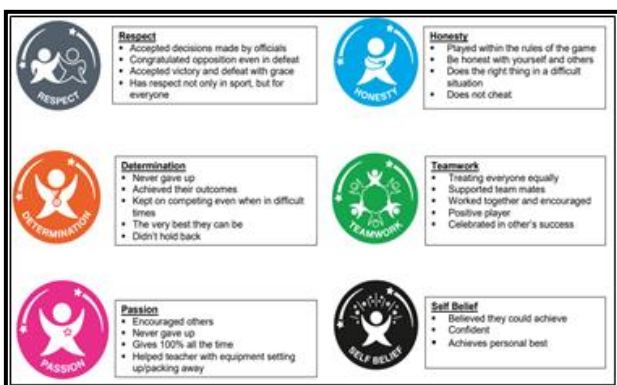 RESPECT
Respect
• Accepted decisions made by officials
• Congratulated opposition even in defeat
• Accepted victory and defeat with grace
• Has respect not only in sport, but for
everyone
HONESTY
Honesty
• Played within the rules of the game
• Be honest with yourself and others
• Does the right thing in a difficult
situation
• Does not cheat
DETERMINATION
Determination
• Never gave up
• Achieved their outcomes
• Kept on competing even when in difficult
times
• The very best they can be
• Didn't hold back
TEAMWORK
Teamwork
• Treating everyone equally
• Supported team mates
• Worked together and encouraged
• Positive player
• Celebrated in other's success
PASSION
Passion
• Encouraged others
• Never gave up
• Gives 100% all the time
• Helped teacher with equipment setting
up/packing away
SELF BELIEF
Self Belief
• Believed they could achieve
• Confident
• Achieves personal best